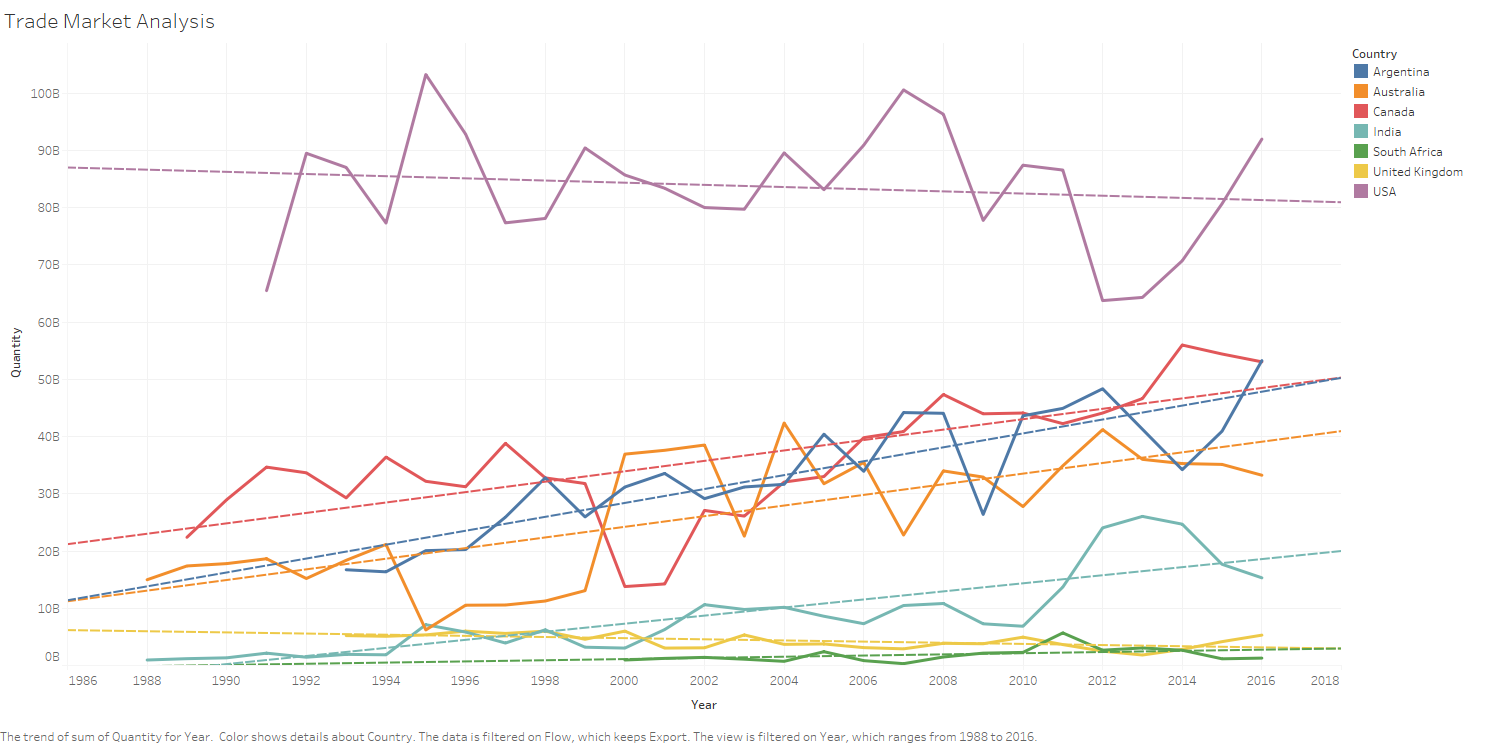 Trade Market Analysis
Country
Argentina
Australia
Canada
India
South Africa
United Kingdom
USA
100B
90B
80B
70B
60B
50B
40B
30B
20B
10B
0B
Quantity
1986 1988 1990 1992 1994 1996 1998 2000 2002 2004 2006 2008 2010 2012 2014 2016 2018
Year
The trend of sum of Quantity for Year. Color shows details about Country. The data is filtered on Flow, which keeps Export. The view is filtered on Year, which ranges from 1988 to 2016.